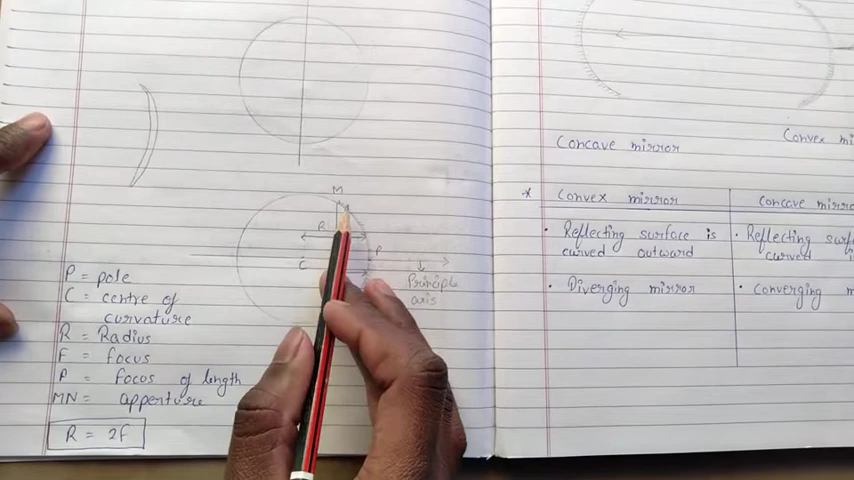 M
R
P
C
Principle
axis
P = pole
C = centre of
curvature
R = Radius
F = focus
P = focus of length
MN = apperture
R = 2F
Concave mirror
Convex mi
* Convex mirror
Concave mirro
• Reflecting surface is
curved outward
• Reflecting surf
curved i
• Diverging mirror
• Converging m